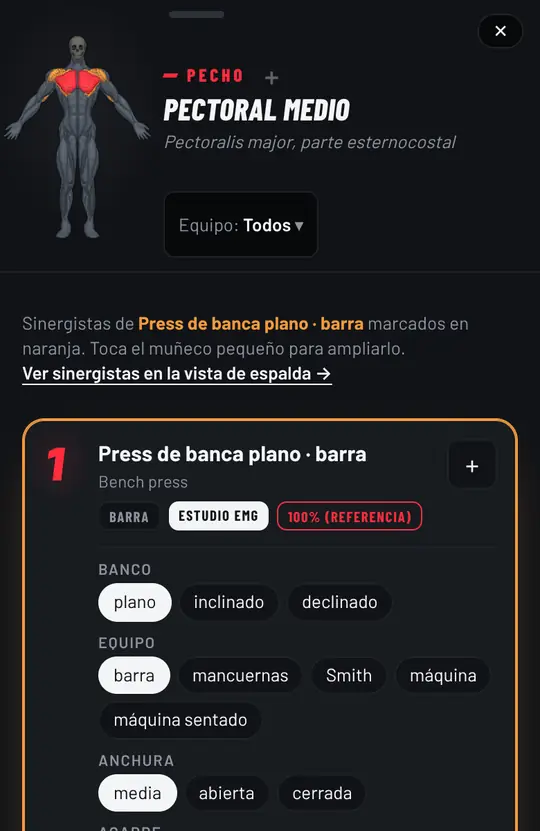 PECHO +
PECTORAL MEDIO
Pectoralis major, parte esternocostal
Equipo: Todos ▾
Sinergistas de Press de banca plano · barra marcados en
naranja. Toca el muñeco pequeño para ampliarlo.
Ver sinergistas en la vista de espalda →
1
Press de banca plano · barra
+
Bench press
BARRA
ESTUDIO EMG
100% (REFERENCIA)
BANCO
plano inclinado declinado
EQUIPO
barra mancuernas Smith máquina
máquina sentado
ANCHURA
media abierta cerrada